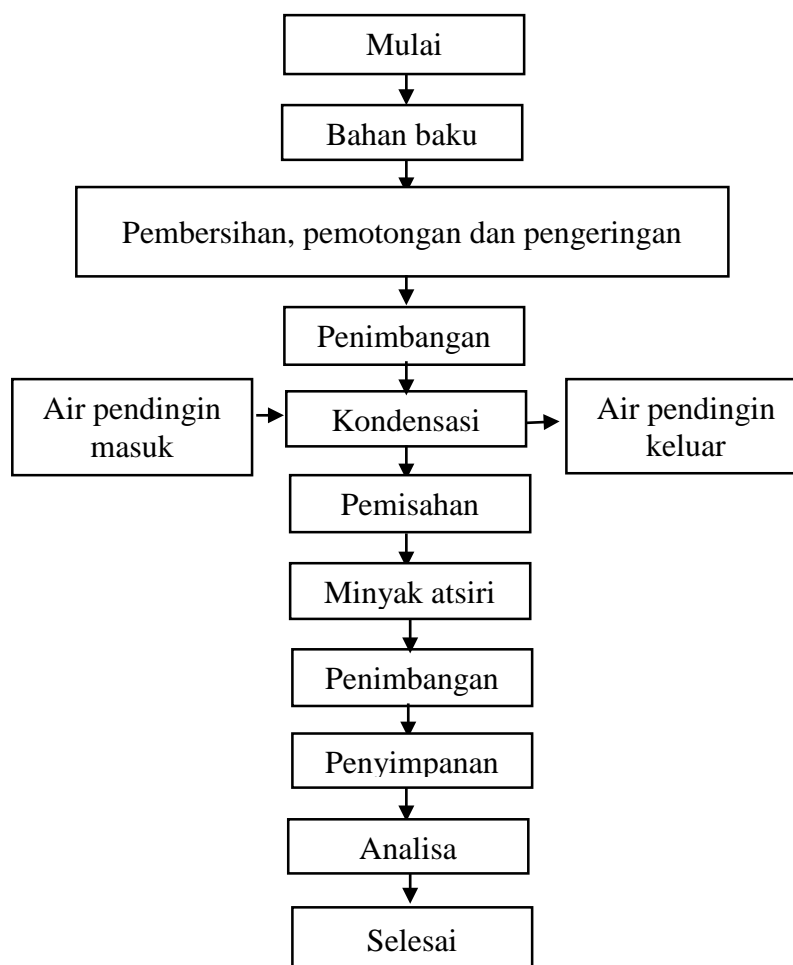 Mulai
Bahan baku
Pembersihan, pemotongan dan pengeringan
Penimbangan
Air pendingin
masuk
Kondensasi
Air pendingin
keluar
Pemisahan
Minyak atsiri
Penimbangan
Penyimpanan
Analisa
Selesai